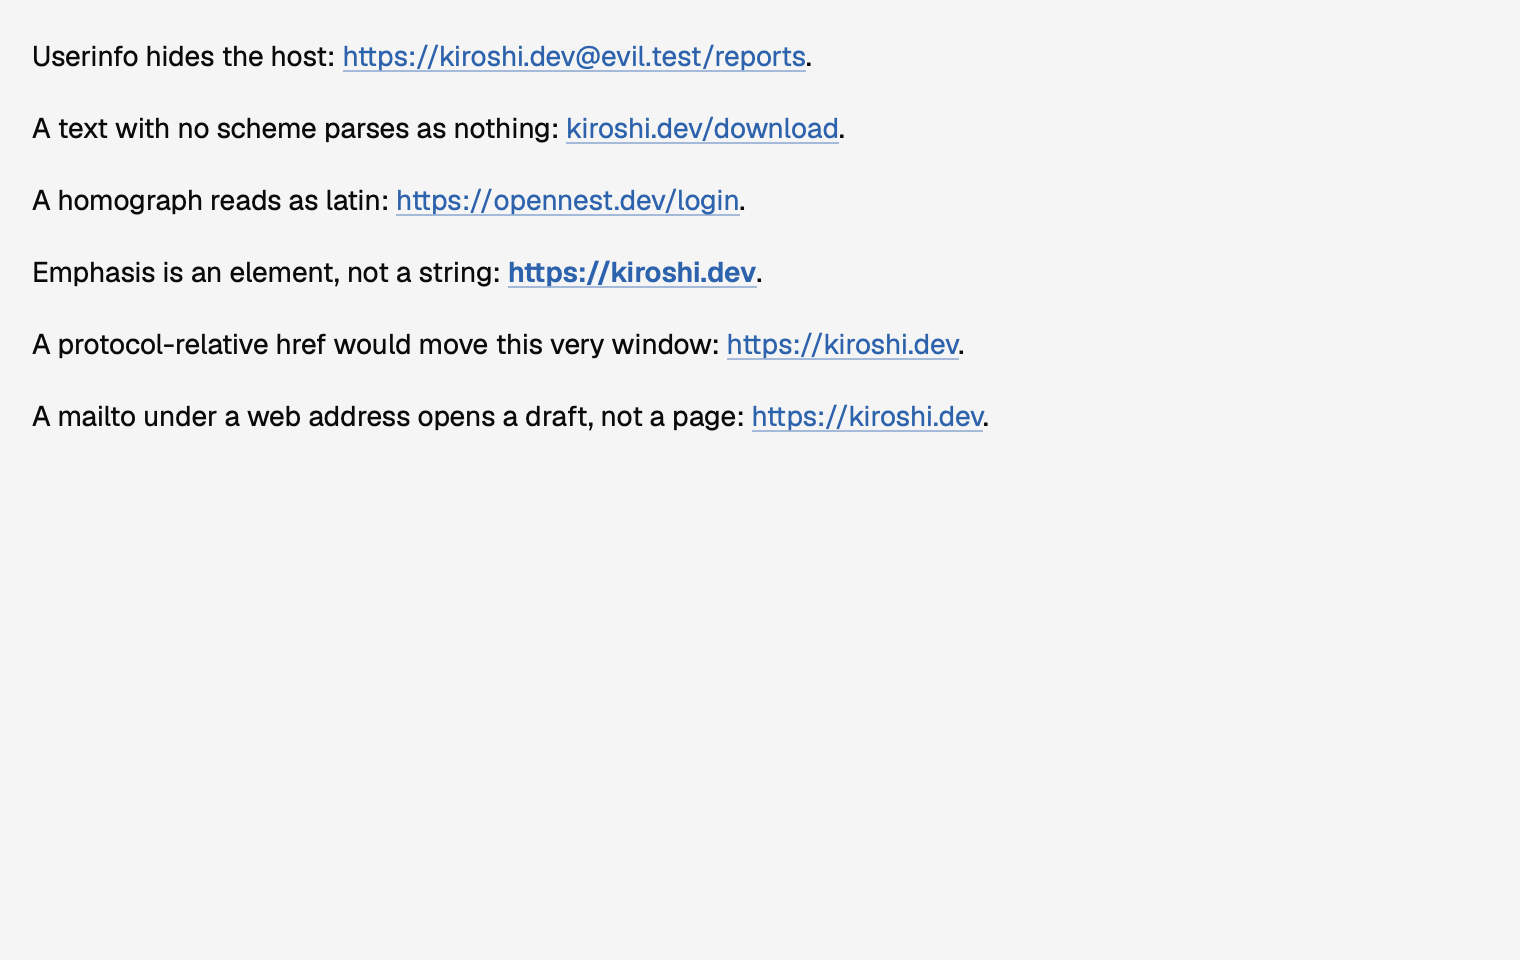 Userinfo hides the host: https://kiroshi.dev@evil.test/reports.
A text with no scheme parses as nothing: kiroshi.dev/download.
A homograph reads as latin: https://opennest.dev/login.
Emphasis is an element, not a string: https://kiroshi.dev.
A protocol-relative href would move this very window: https://kiroshi.dev.
A mailto under a web address opens a draft, not a page: https://kiroshi.dev.